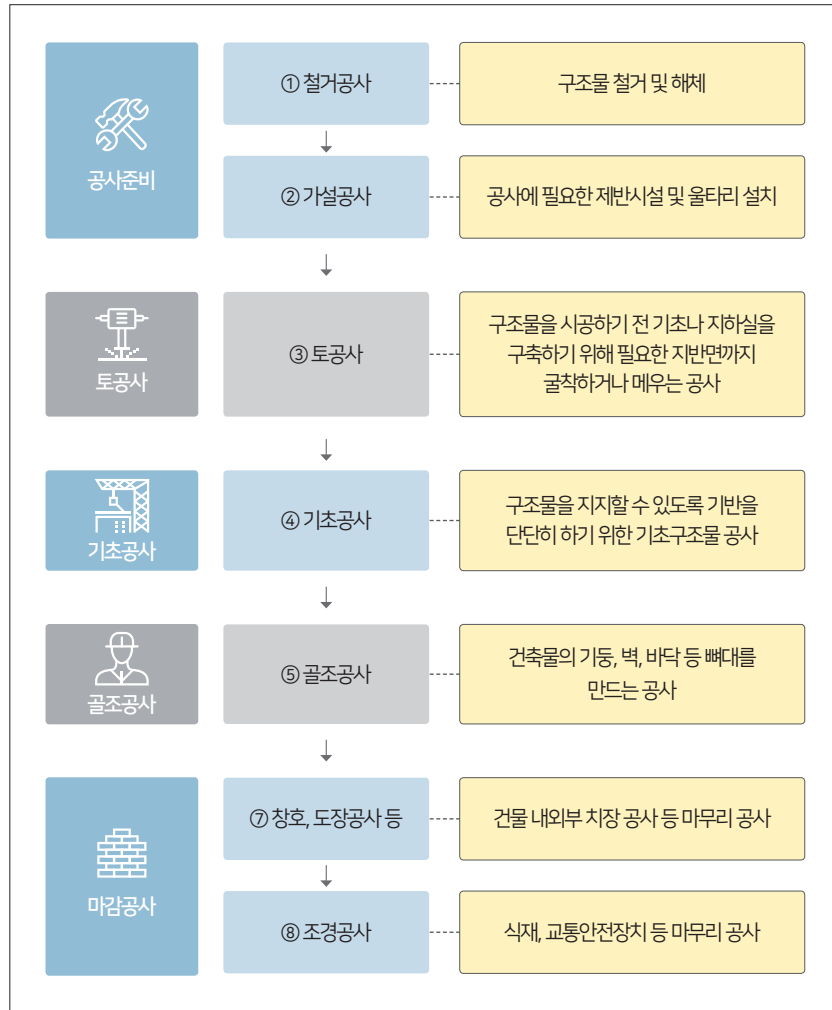 공사준비
① 철거공사
구조물 철거 및 해체
② 가설공사
공사에 필요한 제반시설 및 울타리 설치
토공사
③ 토공사
구조물을 시공하기 전 기초나 지하실을
구축하기 위해 필요한 지반면까지
굴착하거나 메우는 공사
기초공사
④ 기초공사
구조물을 지지할 수 있도록 기반을
단단히 하기 위한 기초구조물 공사
골조공사
⑤ 골조공사
건축물의 기둥, 벽, 바닥 등 뼈대를
만드는 공사
마감공사
⑦ 창호, 도장공사 등
건물 내외부 치장 공사 등 마무리 공사
⑧ 조경공사
식재, 교통안전장치 등 마무리 공사